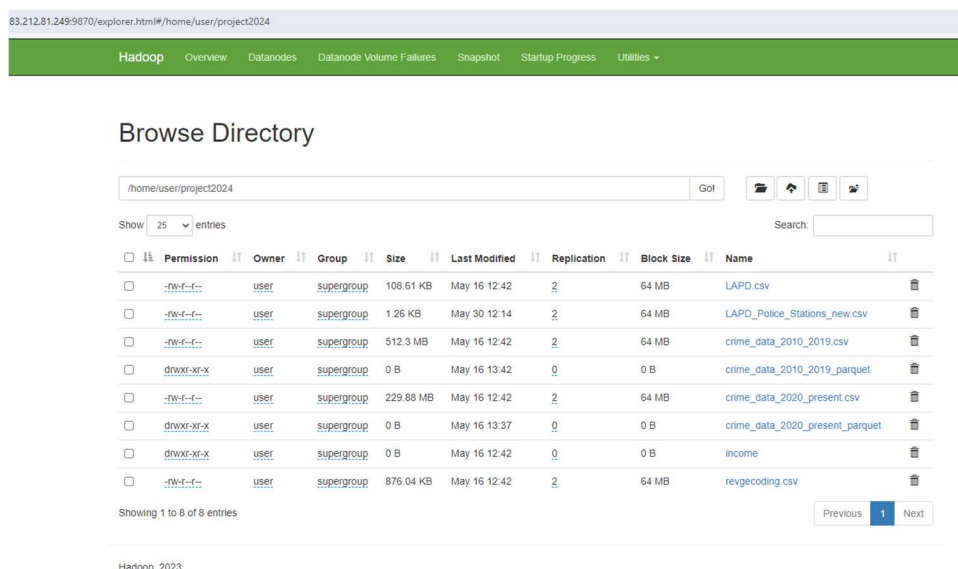 83.212.81.249:9870/explorer.html#/home/user/project2024
Hadoop Overview Datanodes Datanode Volume Failures Snapshot Startup Progress Utilities
Browse Directory
/home/user/project2024 Go!
Show 25 entries Search:
Permission Owner Group Size Last Modified Replication Block Size Name
-rw-r--r-- user supergroup 108.61 KB May 16 12:42 2 64 MB LAPD.csv
-rw-r--r-- user supergroup 1.26 KB May 30 12:14 2 64 MB LAPD_Police_Stations_new.csv
-rw-r--r-- user supergroup 512.3 MB May 16 12:42 2 64 MB crime_data_2010_2019.csv
drwxr-xr-x user supergroup 0 B May 16 13:42 0 0 B crime_data_2010_2019_parquet
-rw-r--r-- user supergroup 229.88 MB May 16 12:42 2 64 MB crime_data_2020_present.csv
drwxr-xr-x user supergroup 0 B May 16 13:37 0 0 B crime_data_2020_present_parquet
drwxr-xr-x user supergroup 0 B May 16 12:42 0 0 B income
-rw-r--r-- user supergroup 876.04 KB May 16 12:42 2 64 MB revgecoding.csv
Showing 1 to 8 of 8 entries Previous 1 Next
Hadoop, 2023.